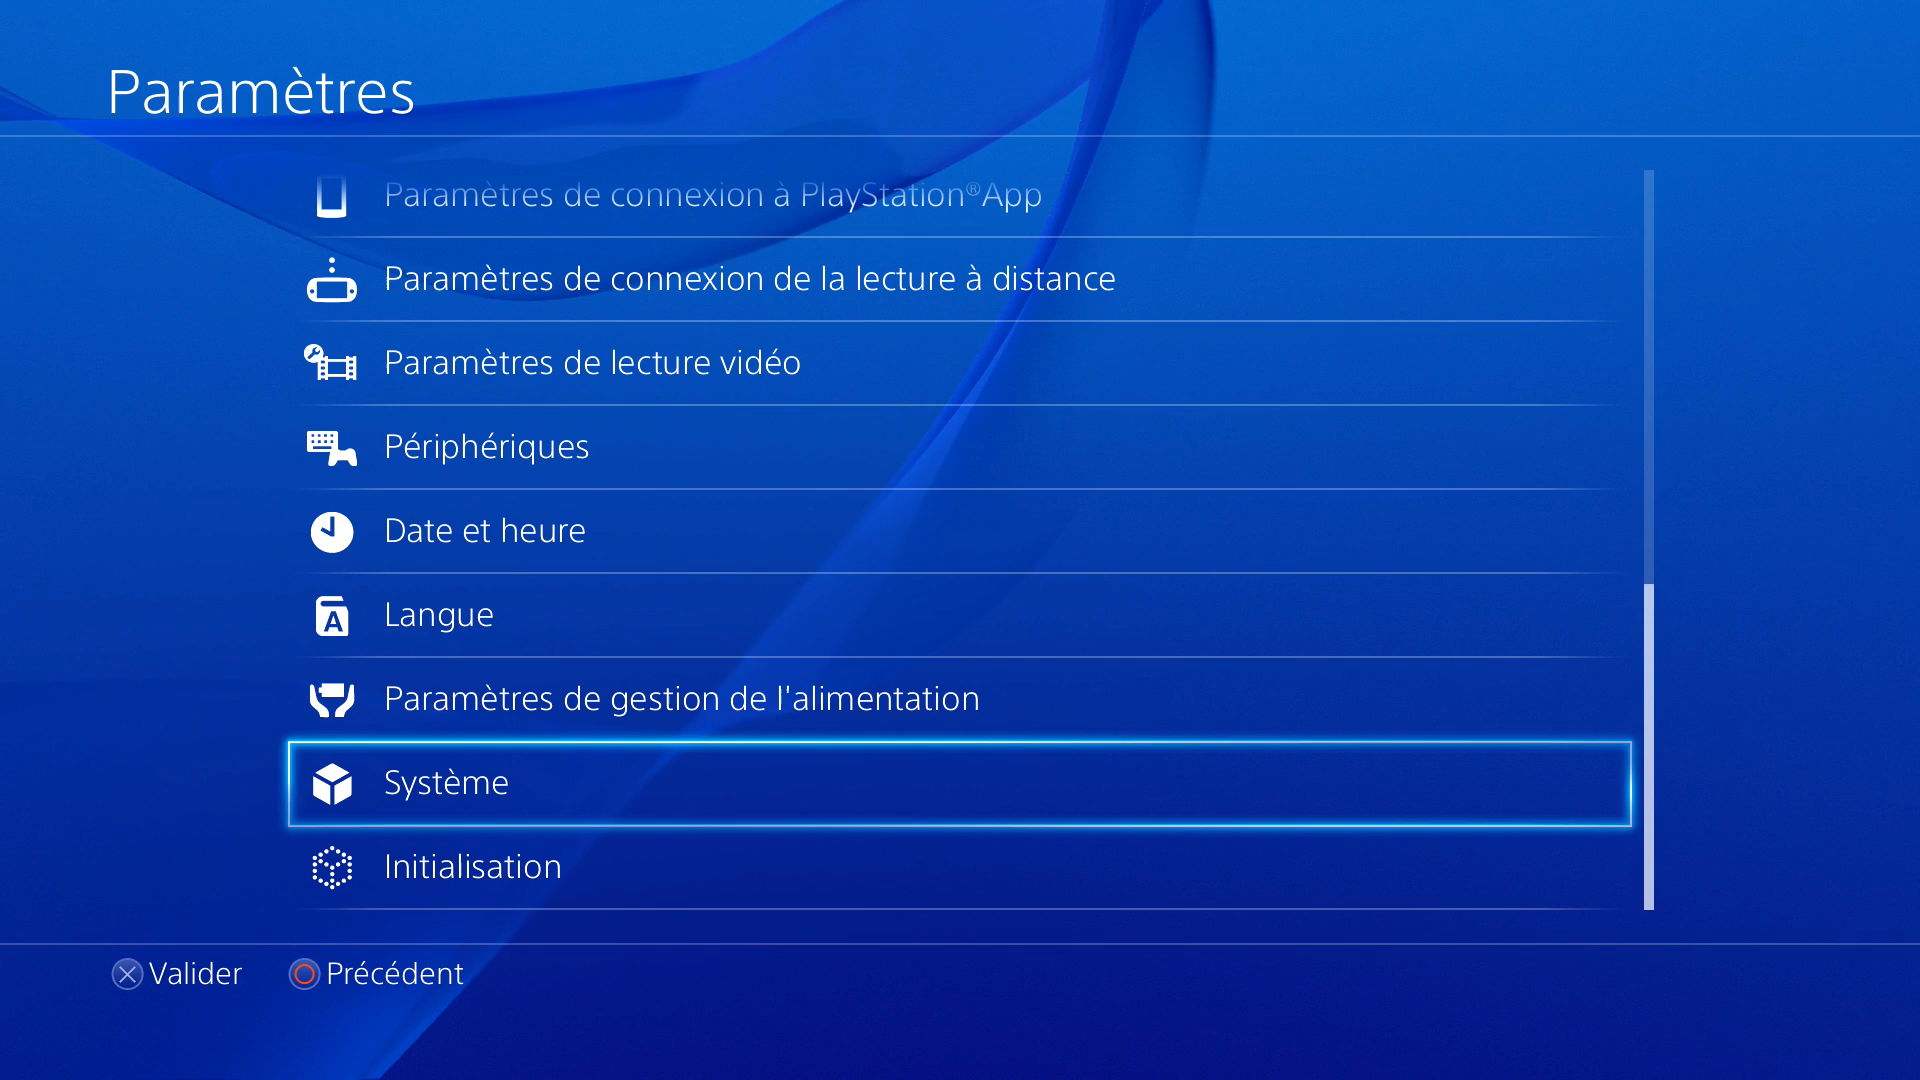 Paramètres
Paramètres de connexion à PlayStation®App
Paramètres de connexion de la lecture à distance
Paramètres de lecture vidéo
Périphériques
Date et heure
A
Langue
Paramètres de gestion de l'alimentation
Système
Initialisation
Valider
Précédent